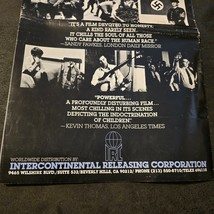 "IT'S A FILM DEVOTED TO HONESTY,
A KIND RARELY SEEN.
IT CHILLS THE SOUL OF ALL THOSE
WHO CARE ABOUT THE HUMAN RACE."
—SANDY FAWKES, LONDON DAILY MIRROR
"POWERFUL...
A PROFOUNDLY DISTURBING FILM...
MOST CHILLING IN ITS SCENES
DEPICTING THE INDOCTRINATION
OF CHILDREN."
—KEVIN THOMAS, LOS ANGELES TIMES
WORLDWIDE DISTRIBUTION BY
INTERCONTINENTAL RELEASING CORPORATION
9465 WILSHIRE BLVD./SUITE 532/BEVERLY HILLS, CA 90212/ PHONE (213) 550-8710/TELEX